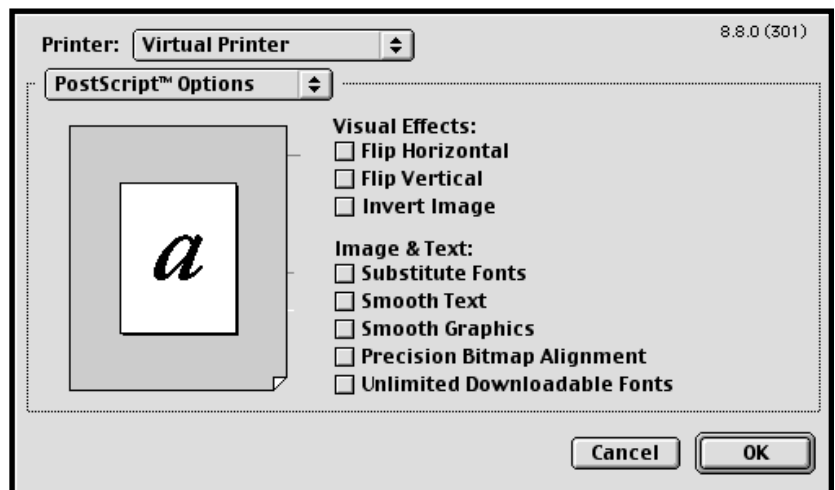 Printer: Virtual Printer 8.8.0 (301)
PostScript™ Options
Visual Effects:
Flip Horizontal
Flip Vertical
Invert Image
a
Image & Text:
Substitute Fonts
Smooth Text
Smooth Graphics
Precision Bitmap Alignment
Unlimited Downloadable Fonts
Cancel OK